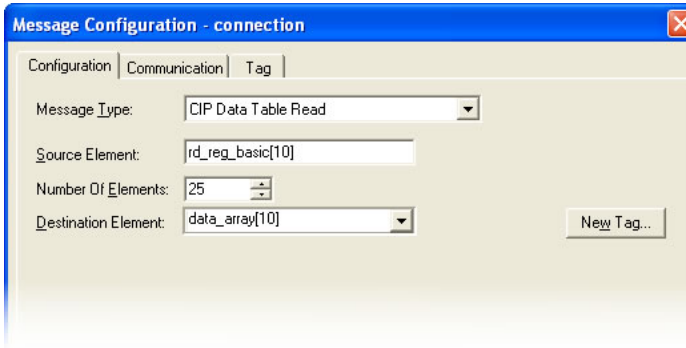 Message Configuration - connection
Configuration Communication Tag
Message Type: CIP Data Table Read
Source Element: rd_reg_basic[10]
Number Of Elements: 25
Destination Element: data_array[10] New Tag...